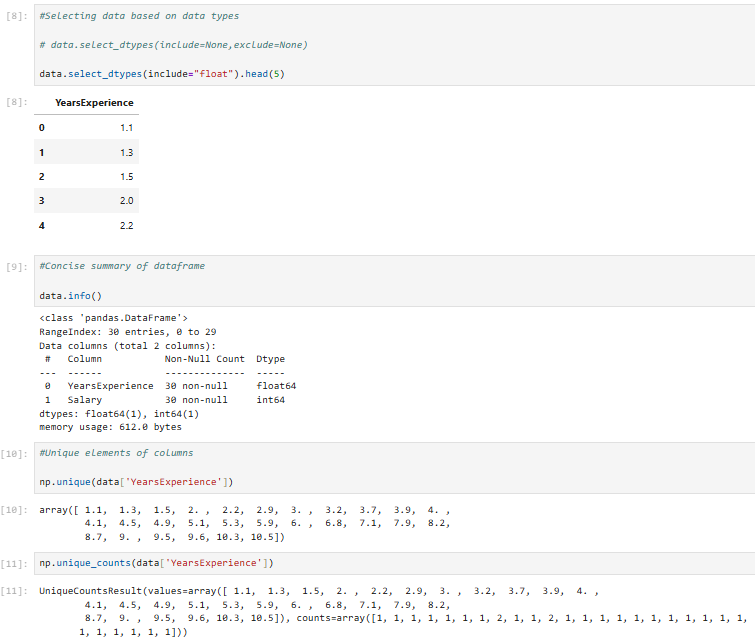 [8]: #Selecting data based on data types
# data.select_dtypes(include=None,exclude=None)
data.select_dtypes(include="float").head(5)
[8]: YearsExperience
0 1.1
1 1.3
2 1.5
3 2.0
4 2.2
[9]: #Concise summary of dataframe
data.info()
<class 'pandas.DataFrame'>
RangeIndex: 30 entries, 0 to 29
Data columns (total 2 columns):
# Column Non-Null Count Dtype
--- ------ -------------- -----
0 YearsExperience 30 non-null float64
1 Salary 30 non-null int64
dtypes: float64(1), int64(1)
memory usage: 612.0 bytes
[10]: #Unique elements of columns
np.unique(data['YearsExperience'])
[10]: array([ 1.1, 1.3, 1.5, 2. , 2.2, 2.9, 3. , 3.2, 3.7, 3.9, 4. ,
4.1, 4.5, 4.9, 5.1, 5.3, 5.9, 6. , 6.8, 7.1, 7.9, 8.2,
8.7, 9. , 9.5, 9.6, 10.3, 10.5])
[11]: np.unique_counts(data['YearsExperience'])
[11]: UniqueCountsResult(values=array([ 1.1, 1.3, 1.5, 2. , 2.2, 2.9, 3. , 3.2, 3.7, 3.9, 4. ,
4.1, 4.5, 4.9, 5.1, 5.3, 5.9, 6. , 6.8, 7.1, 7.9, 8.2,
8.7, 9. , 9.5, 9.6, 10.3, 10.5]), counts=array([1, 1, 1, 1, 1, 1, 1, 2, 1, 1, 2, 1, 1, 1, 1, 1, 1, 1, 1, 1, 1, 1,
1, 1, 1, 1, 1, 1]))